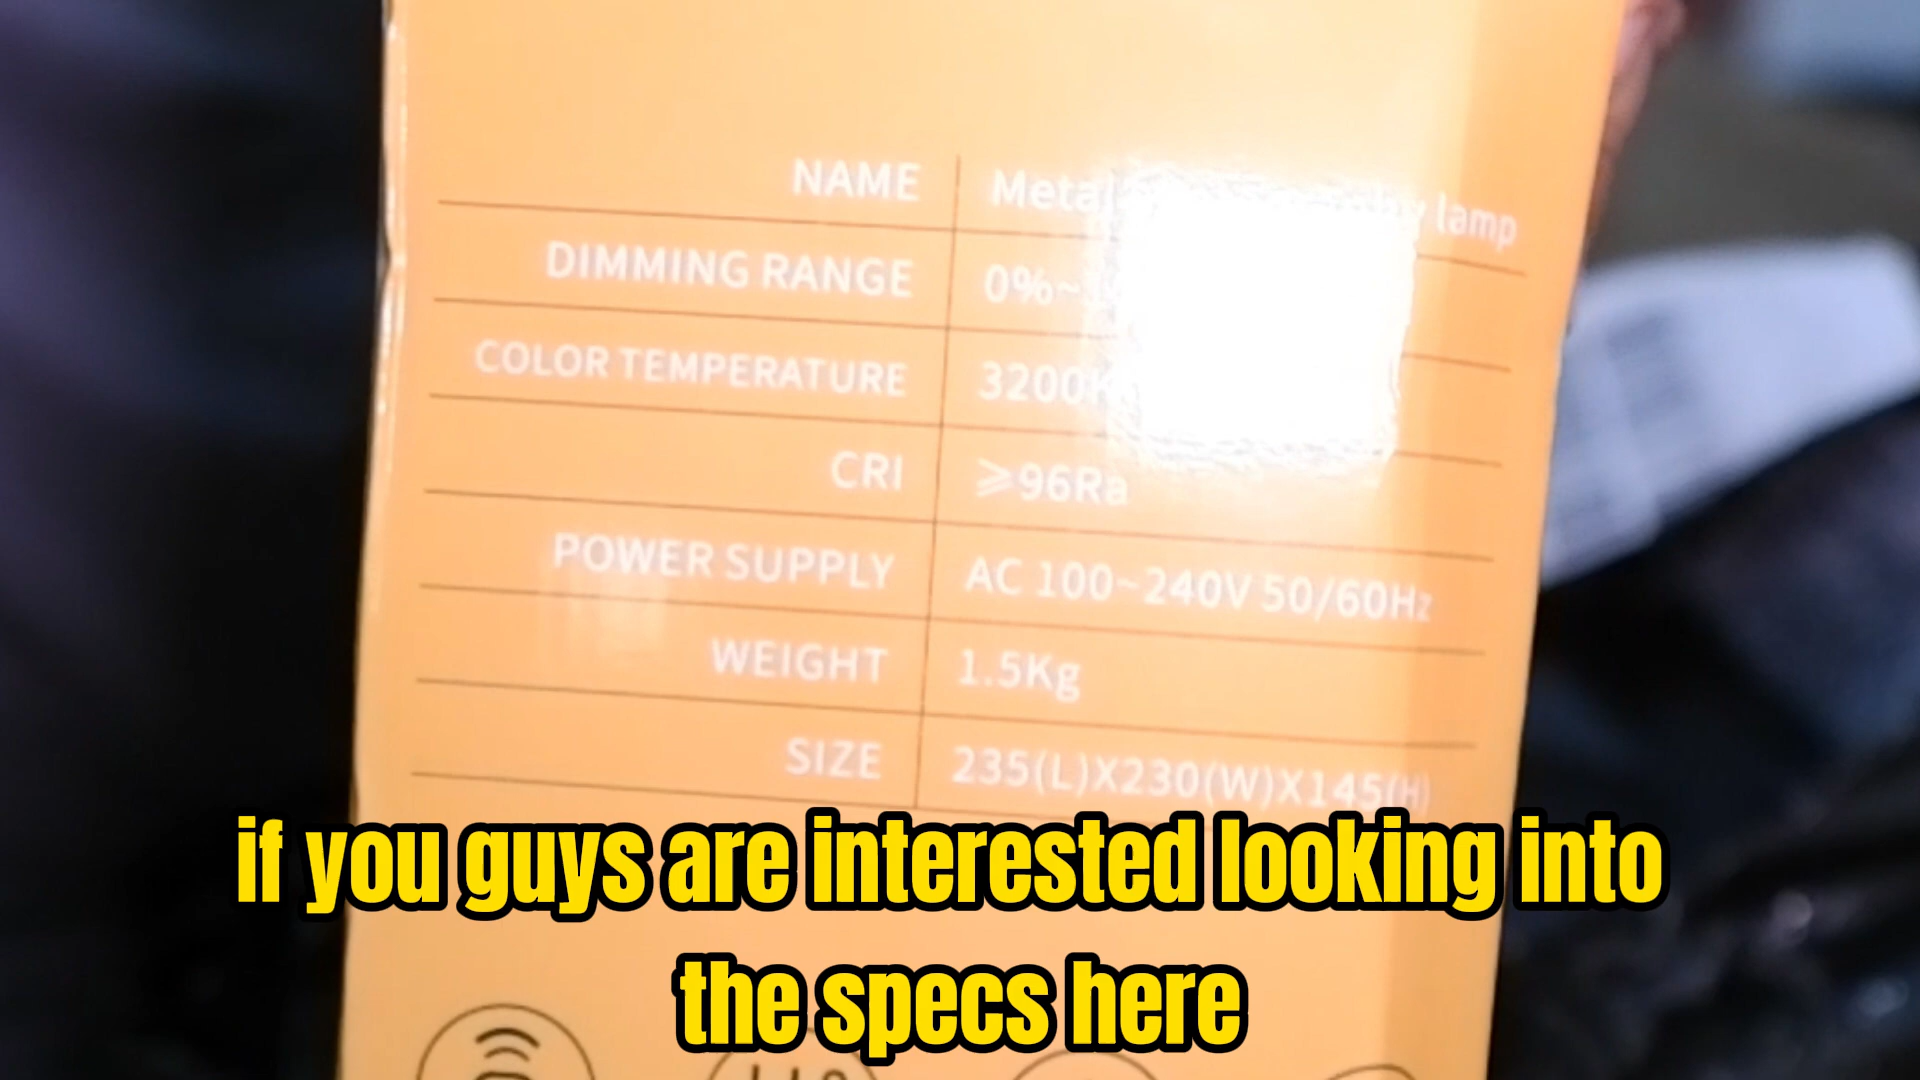 NAME Metal lamp
DIMMING RANGE 0%~
COLOR TEMPERATURE 3200K
CRI ≥96Ra
POWER SUPPLY AC 100~240V 50/60Hz
WEIGHT 1.5Kg
SIZE 235(L)X230(W)X145(H)
if you guys are interested looking into
the specs here